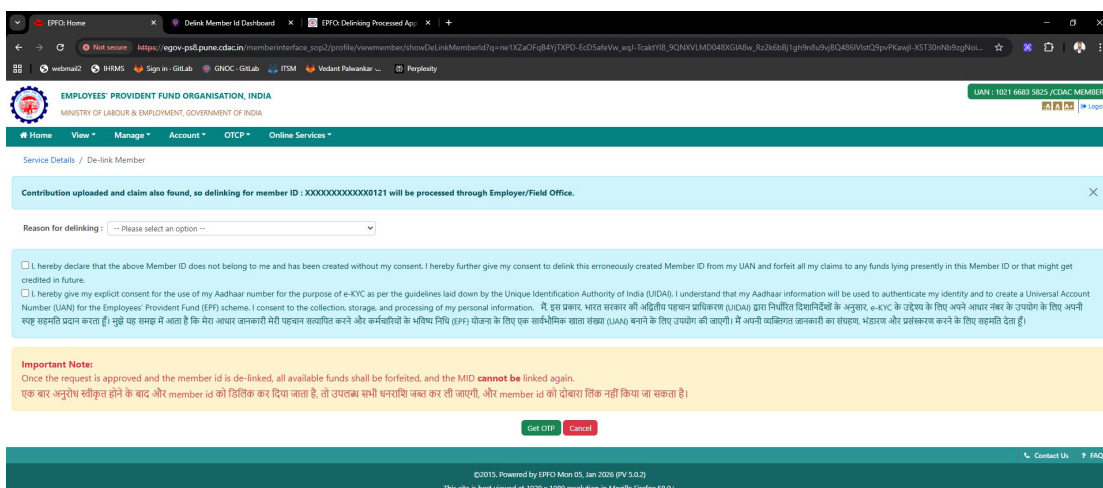 EPFO: Home
Delink Member Id Dashboard
EPFO: Delinking Processed App
Not secure https://egov-ps8.pune.cdac.in/memberinterface_sop2/profile/viewmember/showDeLinkMemberId?q=
webmail2 IHRMS Sign in · GitLab GNOC · GitLab ITSM Vedant Palwankar -... Perplexity
EMPLOYEES' PROVIDENT FUND ORGANISATION, INDIA
MINISTRY OF LABOUR & EMPLOYMENT, GOVERNMENT OF INDIA
UAN : 1021 6683 5825 /CDAC MEMBER
-A A A+ Logo
Home View Manage Account OTCP Online Services
Service Details / De-link Member
Contribution uploaded and claim also found, so delinking for member ID : XXXXXXXXXXXX0121 will be processed through Employer/Field Office.
Reason for delinking : -- Please select an option --
I, hereby declare that the above Member ID does not belong to me and has been created without my consent. I hereby further give my consent to delink this erroneously created Member ID from my UAN and forfeit all my claims to any funds lying presently in this Member ID or that might get
credited in future.
I, hereby give my explicit consent for the use of my Aadhaar number for the purpose of e-KYC as per the guidelines laid down by the Unique Identification Authority of India (UIDAI). I understand that my Aadhaar information will be used to authenticate my identity and to create a Universal Account
Number (UAN) for the Employees' Provident Fund (EPF) scheme. I consent to the collection, storage, and processing of my personal information. मैं, इस प्रकार, भारत सरकार की अद्वितीय पहचान प्राधिकरण (UIDAI) द्वारा निर्धारित दिशानिर्देशों के अनुसार, e-KYC के उद्देश्य के लिए अपने आधार नंबर के उपयोग के लिए अपनी
स्पष्ट सहमति प्रदान करता हूँ। मुझे यह समझ में आता है कि मेरा आधार जानकारी मेरी पहचान सत्यापित करने और कर्मचारियों के भविष्य निधि (EPF) योजना के लिए एक सार्वभौमिक खाता संख्या (UAN) बनाने के लिए उपयोग की जाएगी। मैं अपनी व्यक्तिगत जानकारी का संग्रहण, भंडारण और प्रसंस्करण करने के लिए सहमति देता हूँ।
Important Note:
Once the request is approved and the member id is de-linked, all available funds shall be forfeited, and the MID cannot be linked again.
एक बार अनुरोध स्वीकृत होने के बाद और member id को डिलिंक कर दिया जाता है, तो उपलब्ध सभी धनराशि जब्त कर ली जाएगी, और member id को दोबारा लिंक नहीं किया जा सकता है।
Get OTP Cancel
Contact Us ? FAQ
©2015. Powered by EPFO Mon 05, Jan 2026 (PV 5.0.2)
This site is best viewed at 1920 x 1080 resolution in Mozilla Firefox 58.0+